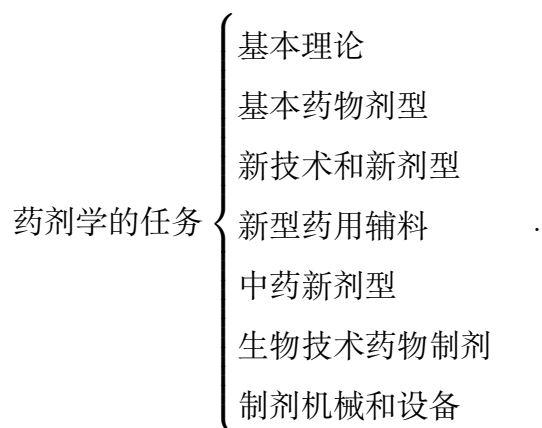 基本理论
基本药物剂型
新技术和新剂型
药剂学的任务 新型药用辅料 .
中药新剂型
生物技术药物制剂
制剂机械和设备